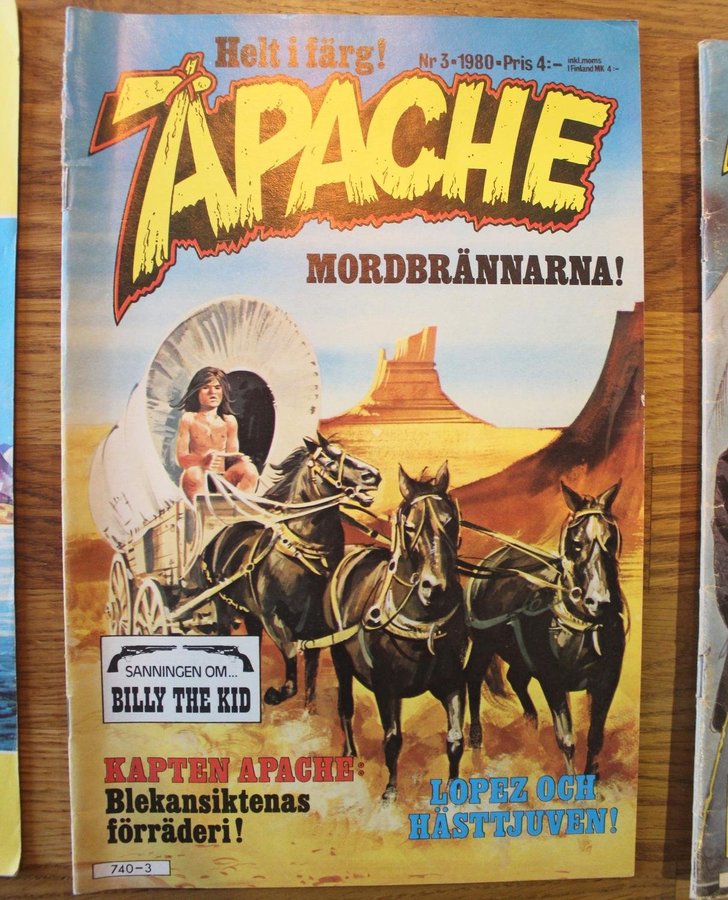 Helt i färg!
Nr 3 • 1980 • Pris 4:– inkl. moms
I Finland MK 4:–
APACHE
MORDBRÄNNARNA!
SANNINGEN OM...
BILLY THE KID
KAPTEN APACHE:
Blekansiktenas
förräderi!
LOPEZ OCH
HÄSTTJUVEN!
740–3